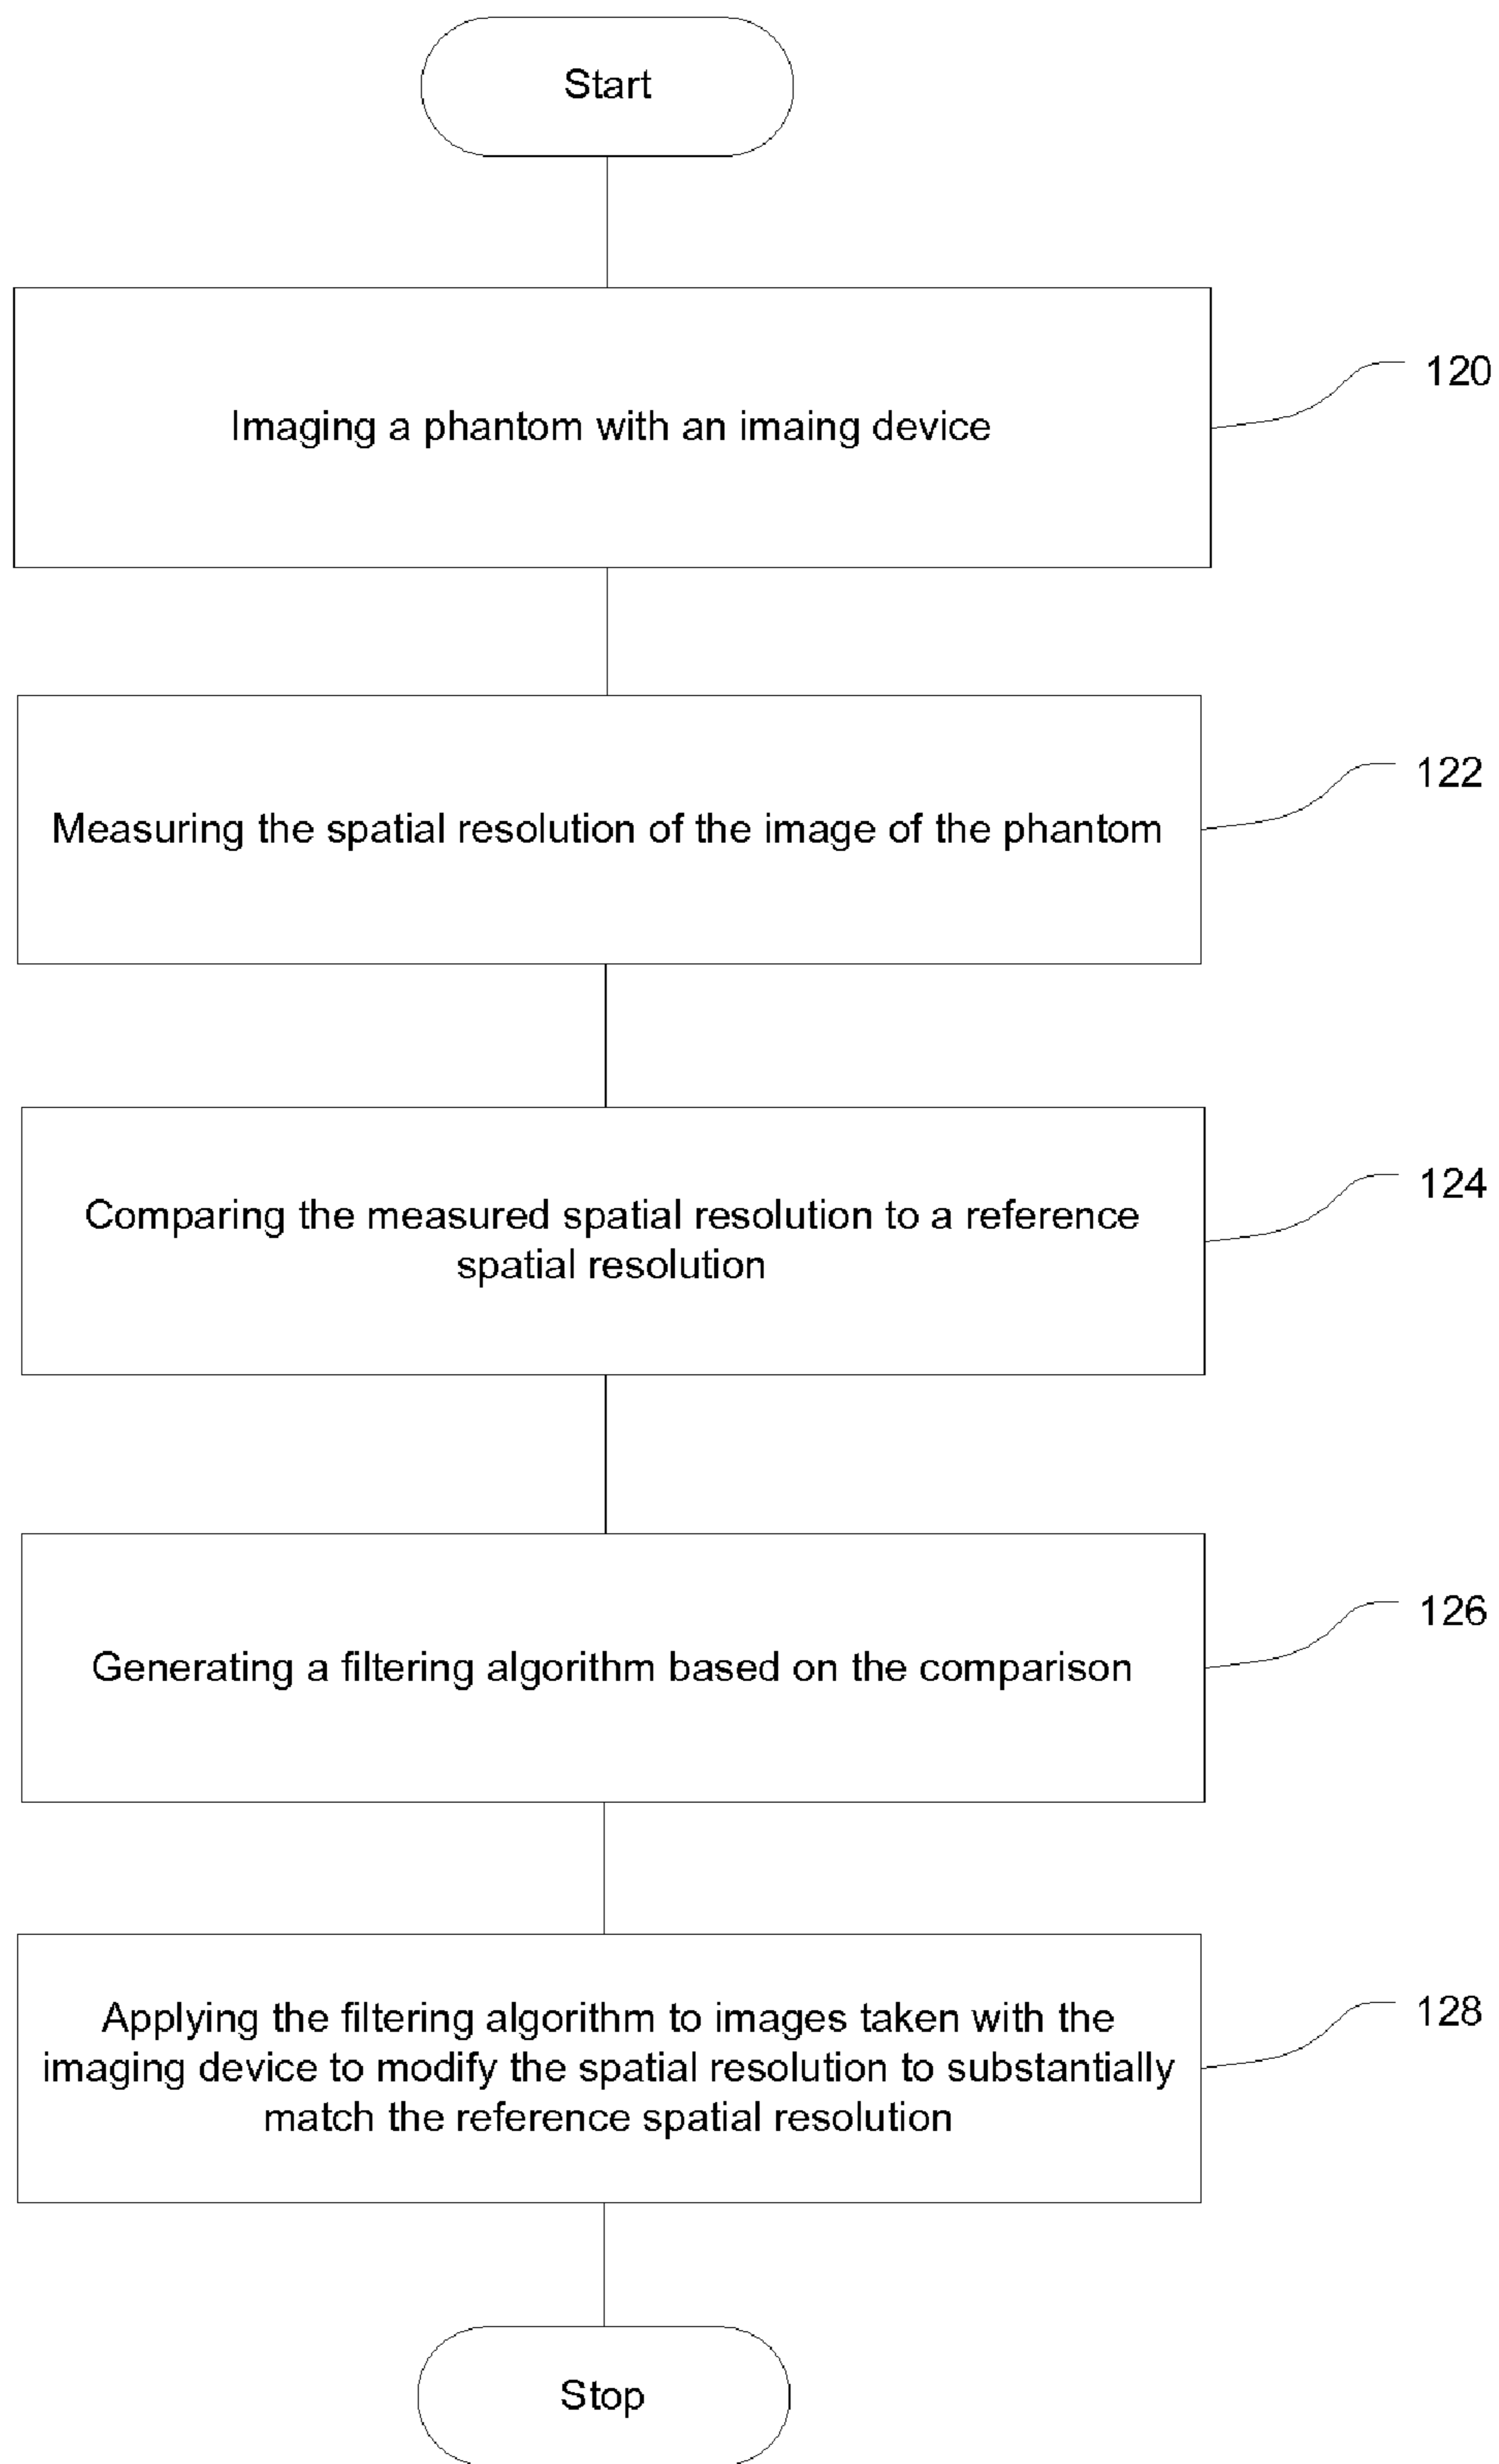 Start
Imaging a phantom with an imaing device
120
Measuring the spatial resolution of the image of the phantom
122
Comparing the measured spatial resolution to a reference
spatial resolution
124
Generating a filtering algorithm based on the comparison
126
Applying the filtering algorithm to images taken with the
imaging device to modify the spatial resolution to substantially
match the reference spatial resolution
128
Stop